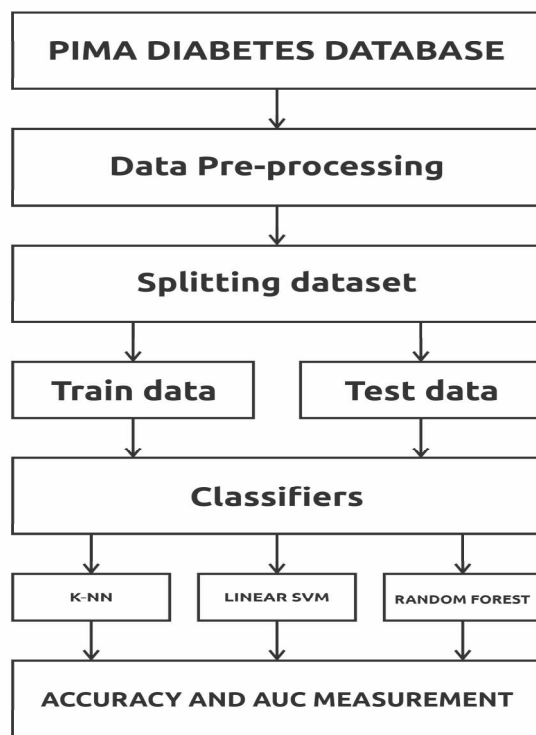 PIMA DIABETES DATABASE
Data Pre-processing
Splitting dataset
Train data
Test data
Classifiers
K-NN
LINEAR SVM
RANDOM FOREST
ACCURACY AND AUC MEASUREMENT